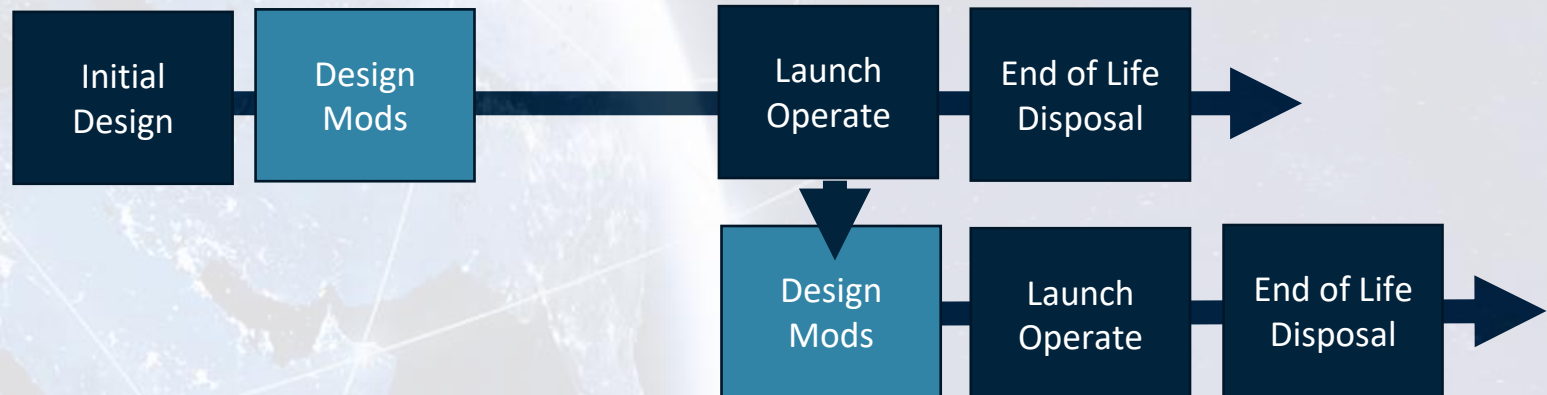 Initial
Design
Design
Mods
Launch
Operate
End of Life
Disposal
Design
Mods
Launch
Operate
End of Life
Disposal